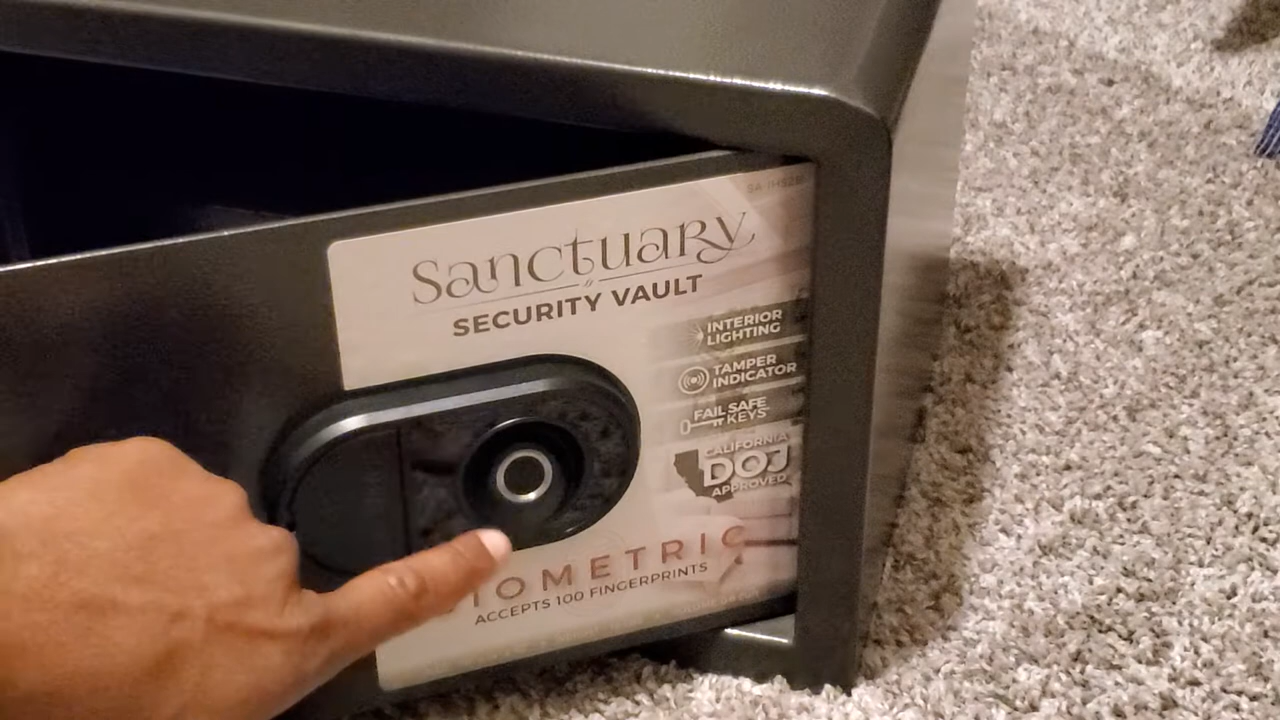 Sanctuary
SECURITY VAULT
INTERIOR
LIGHTING
TAMPER
INDICATOR
FAIL SAFE
KEYS
CALIFORNIA
DOJ
APPROVED
IOMETRIC
ACCEPTS 100 FINGERPRINTS